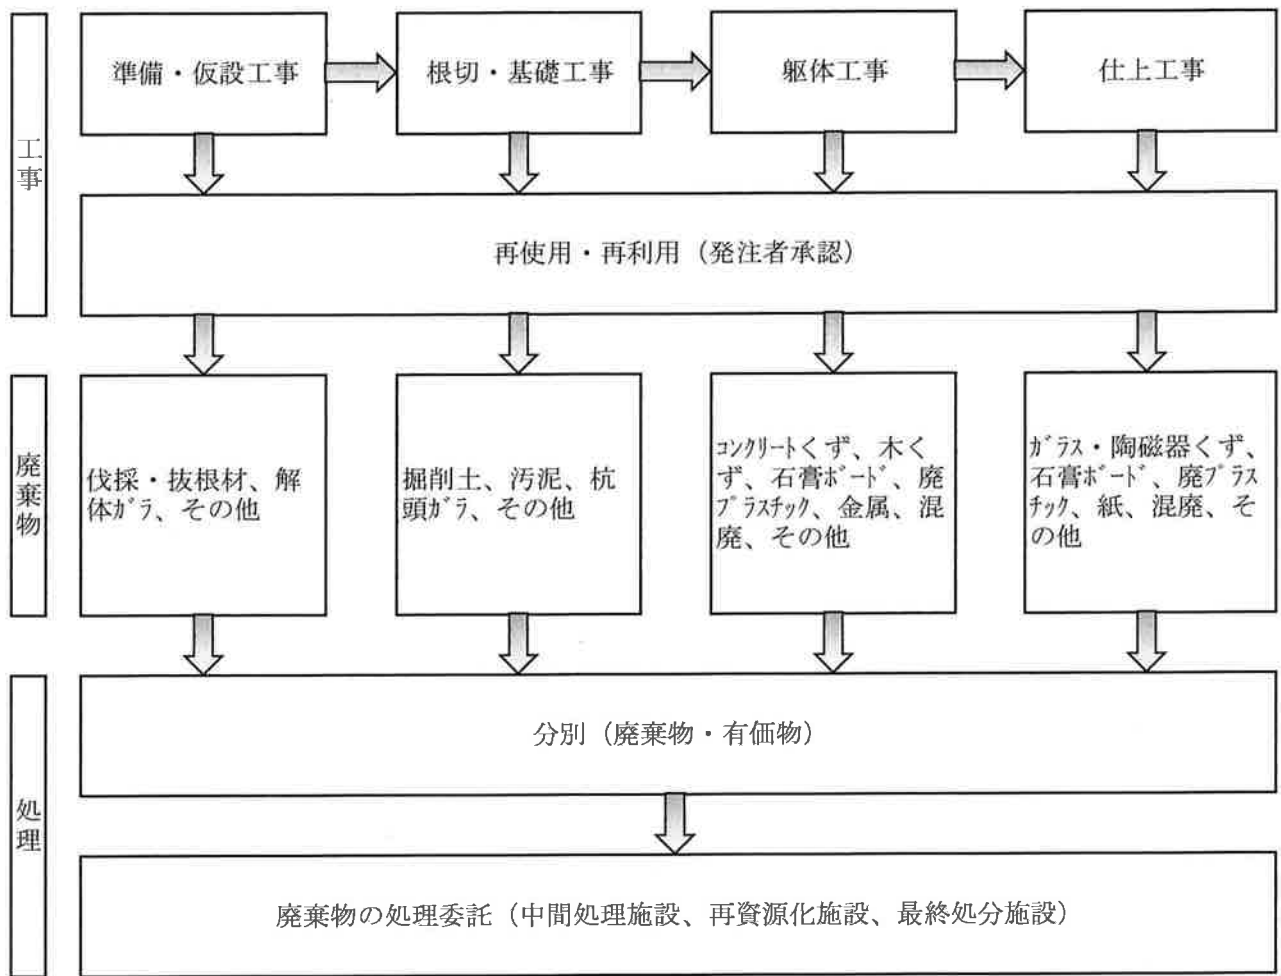 工事
準備・仮設工事
根切・基礎工事
躯体工事
仕上工事
再使用・再利用（発注者承認）
廃棄物
伐採・抜根材、解
体ｶﾞﾗ、その他
掘削土、汚泥、杭
頭ｶﾞﾗ、その他
ｺﾝｸﾘｰﾄくず、木く
ず、石膏ﾎﾞｰﾄﾞ、廃
ﾌﾟﾗｽﾁｯｸ、金属、混
廃、その他
ｶﾞﾗｽ・陶磁器くず、
石膏ﾎﾞｰﾄﾞ、廃ﾌﾟﾗｽ
ﾁｯｸ、紙、混廃、そ
の他
処理
分別（廃棄物・有価物）
廃棄物の処理委託（中間処理施設、再資源化施設、最終処分施設）